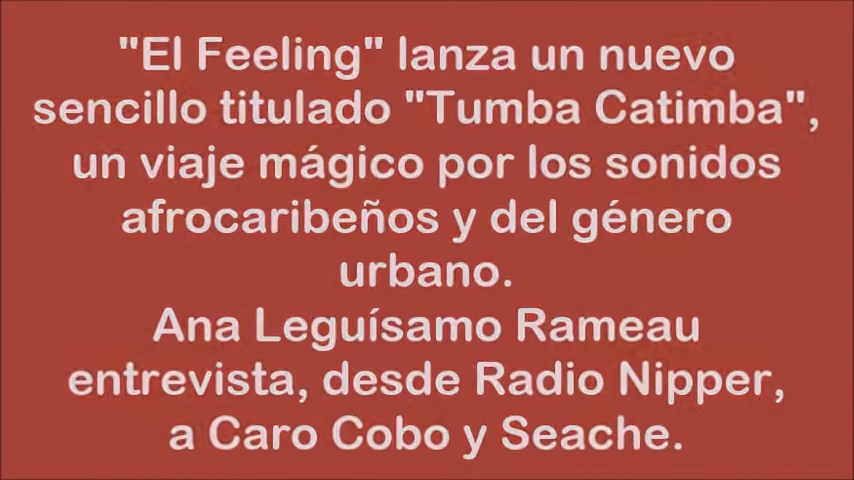 "El Feeling" lanza un nuevo
sencillo titulado "Tumba Catimba",
un viaje mágico por los sonidos
afrocaribeños y del género
urbano.
Ana Leguísamo Rameau
entrevista, desde Radio Nipper,
a Caro Cobo y Seache.